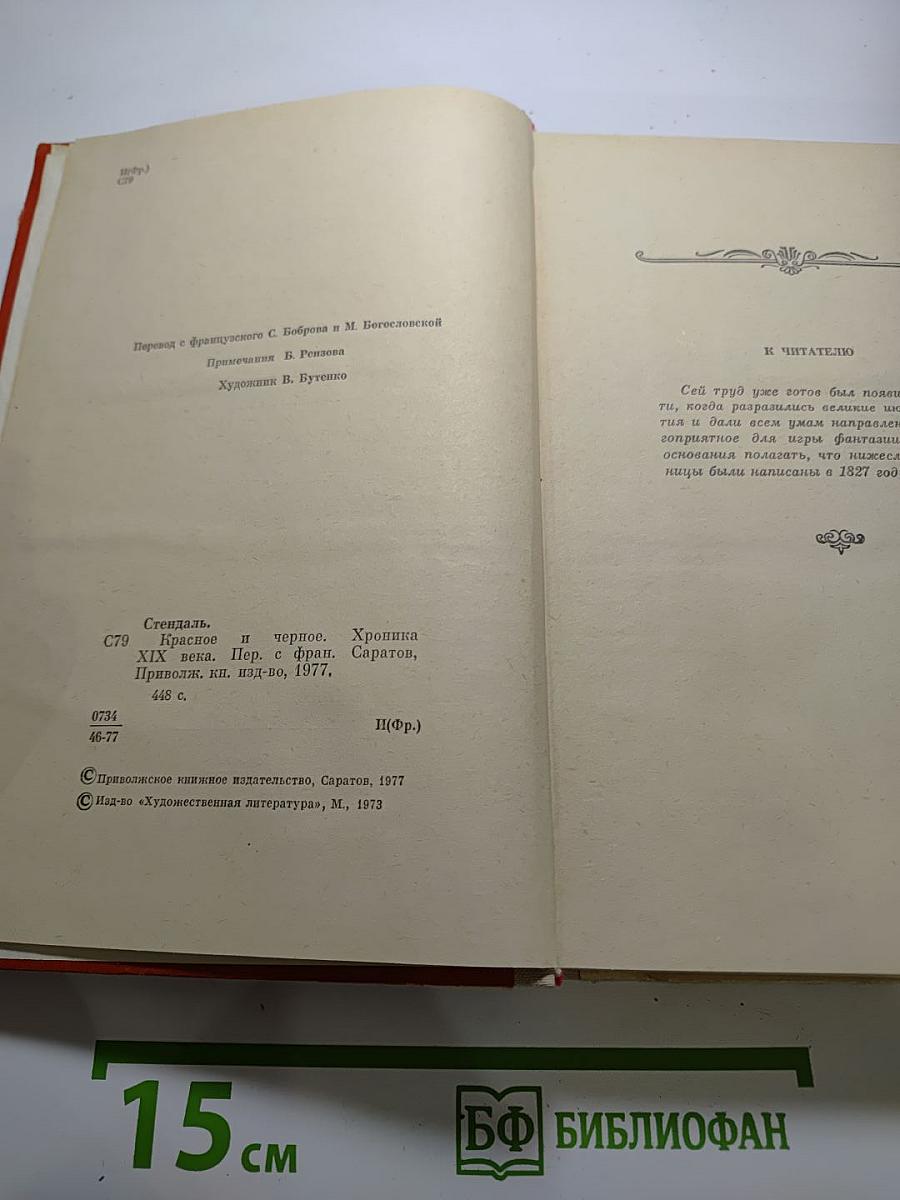 И(Фр.)
С79
Перевод с французского С. Боброва и М. Богословской
Примечания Б. Реизова
Художник В. Бутенко
Стендаль.
С79 Красное и черное. Хроника
XIX века. Пер. с фран. Саратов,
Приволж. кн. изд-во, 1977.
448 с.
0734
46-77
И(Фр.)
© Приволжское книжное издательство, Саратов, 1977
© Изд-во «Художественная литература», М., 1973
К ЧИТАТЕЛЮ
Сей труд уже готов был появи
ти, когда разразились великие ию
тия и дали всем умам направлен
гоприятное для игры фантазии
основания полагать, что нижесл
ницы были написаны в 1827 год
15 см
БФ БИБЛИОФАН